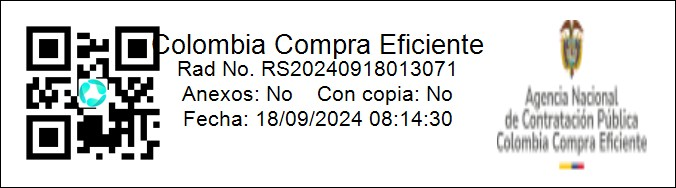 Colombia Compra Eficiente
Rad No. RS20240918013071
Anexos: No    Con copia: No
Fecha: 18/09/2024 08:14:30
Agencia Nacional
de Contratación Pública
Colombia Compra Eficiente